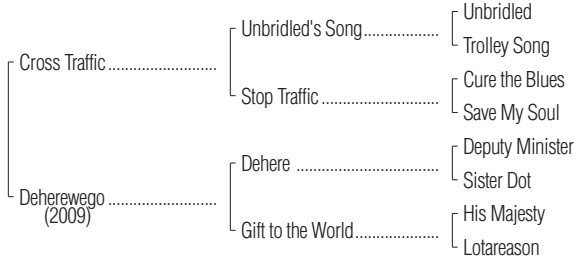 Unbridled
Unbridled's Song..................
Trolley Song
Cross Traffic..........................
Cure the Blues
Stop Traffic............................
Save My Soul
Deputy Minister
Dehere ..................................
Sister Dot
Deherewego..........................
(2009)
His Majesty
Gift to the World....................
Lotareason